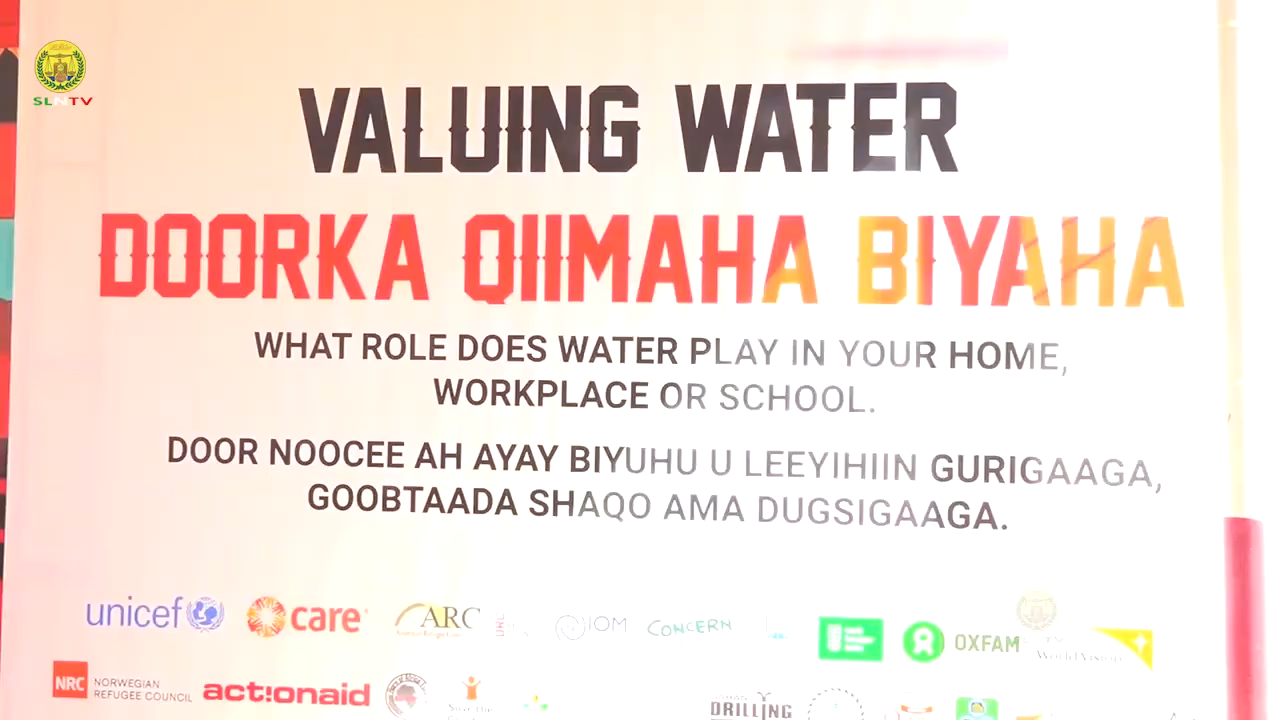 SLNTV
VALUING WATER
DOORKA QIIMAHA BIYAHA
WHAT ROLE DOES WATER PLAY IN YOUR HOME,
WORKPLACE OR SCHOOL.
DOOR NOOCEE AH AYAY BIYUHU U LEEYIHIIN GURIGAAGA,
GOOBTAADA SHAQO AMA DUGSIGAAGA.
unicef care ARC IOM CONCERN OXFAM World Vision
NRC NORWEGIAN
REFUGEE COUNCIL
act!onaid
DRILLING